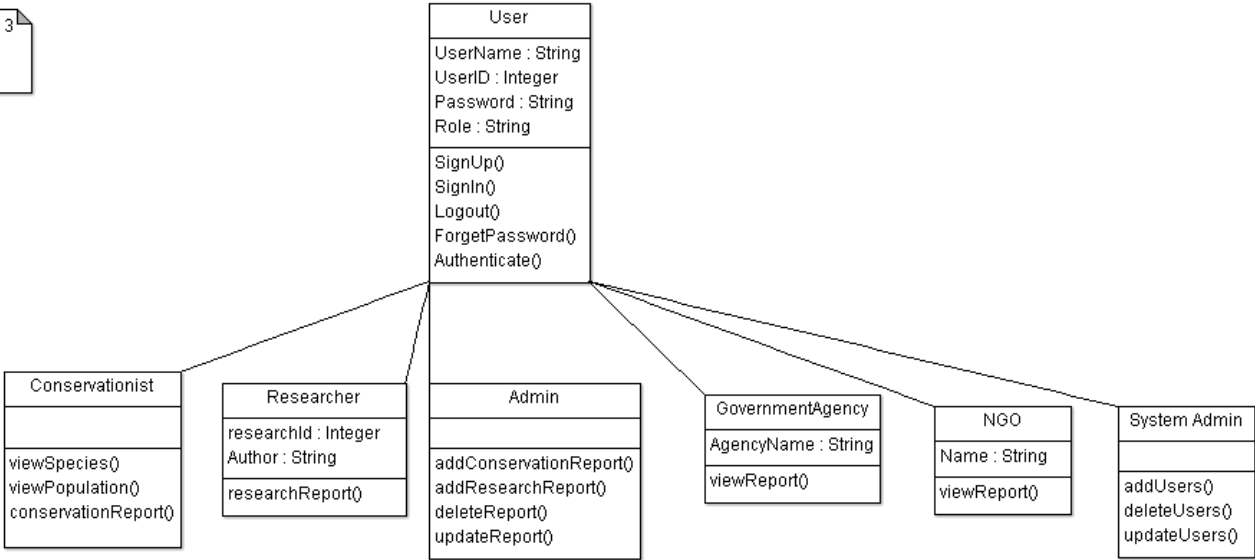 3
User
UserName : String
UserID : Integer
Password : String
Role : String
SignUp()
SignIn()
Logout()
ForgetPassword()
Authenticate()
Conservationist
viewSpecies()
viewPopulation()
conservationReport()
Researcher
researchId : Integer
Author : String
researchReport()
Admin
addConservationReport()
addResearchReport()
deleteReport()
updateReport()
GovernmentAgency
AgencyName : String
viewReport()
NGO
Name : String
viewReport()
System Admin
addUsers()
deleteUsers()
updateUsers()